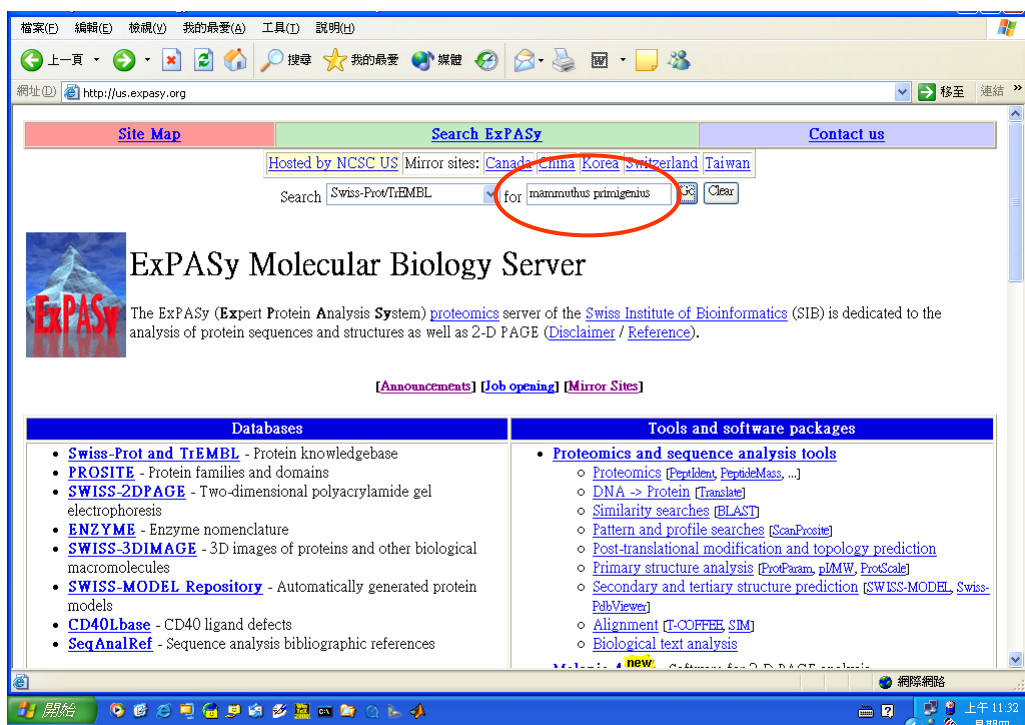 檔案(F) 編輯(E) 檢視(V) 我的最愛(A) 工具(T) 說明(H)
上一頁 搜尋 我的最愛 媒體
網址(D) http://us.expasy.org 移至 連結 »
Site Map Search ExPASy Contact us
Hosted by NCSC US Mirror sites: Canada China Korea Switzerland Taiwan
Search Swiss-Prot/TrEMBL for mammuthus primigenius Go Clear
ExPASy
ExPASy Molecular Biology Server
The ExPASy (Expert Protein Analysis System) proteomics server of the Swiss Institute of Bioinformatics (SIB) is dedicated to the
analysis of protein sequences and structures as well as 2-D PAGE (Disclaimer / Reference).
[Announcements] [Job opening] [Mirror Sites]
Databases
• Swiss-Prot and TrEMBL - Protein knowledgebase
• PROSITE - Protein families and domains
• SWISS-2DPAGE - Two-dimensional polyacrylamide gel
electrophoresis
• ENZYME - Enzyme nomenclature
• SWISS-3DIMAGE - 3D images of proteins and other biological
macromolecules
• SWISS-MODEL Repository - Automatically generated protein
models
• CD40Lbase - CD40 ligand defects
• SeqAnalRef - Sequence analysis bibliographic references
Tools and software packages
• Proteomics and sequence analysis tools
○ Proteomics [PeptIdent, PeptideMass, ...]
○ DNA -> Protein [Translate]
○ Similarity searches [BLAST]
○ Pattern and profile searches [ScanProsite]
○ Post-translational modification and topology prediction
○ Primary structure analysis [ProtParam, pI/MW, ProtScale]
○ Secondary and tertiary structure prediction [SWISS-MODEL, Swiss-
PdbViewer]
○ Alignment [T-COFFEE, SIM]
○ Biological text analysis
new
網際網路
開始 上午 11:32
星期四